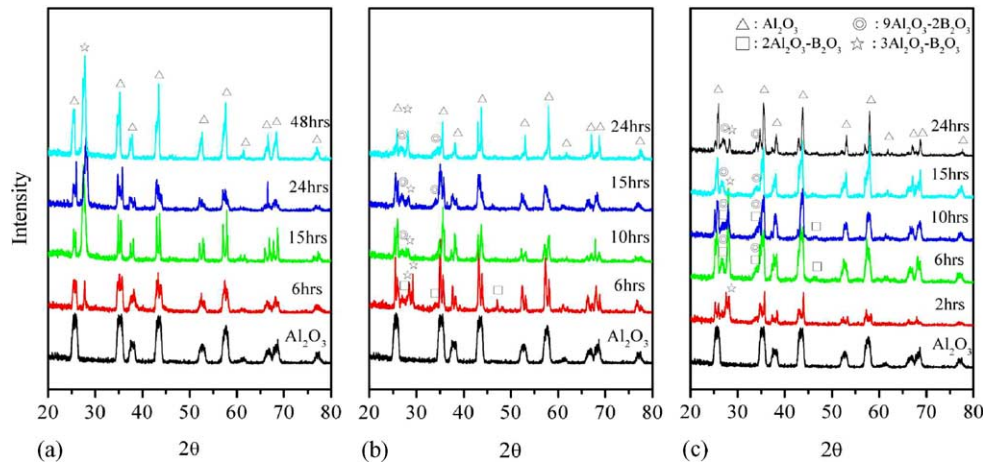 Intensity
48hrs
24hrs
15hrs
6hrs
Al₂O₃
20 30 40 50 60 70 80
(a) 2θ
24hrs
15hrs
10hrs
6hrs
Al₂O₃
20 30 40 50 60 70 80
(b) 2θ
△ : Al₂O₃ ◎ : 9Al₂O₃-2B₂O₃
□ : 2Al₂O₃-B₂O₃ ☆ : 3Al₂O₃-B₂O₃
24hrs
15hrs
10hrs
6hrs
2hrs
Al₂O₃
20 30 40 50 60 70 80
(c) 2θ